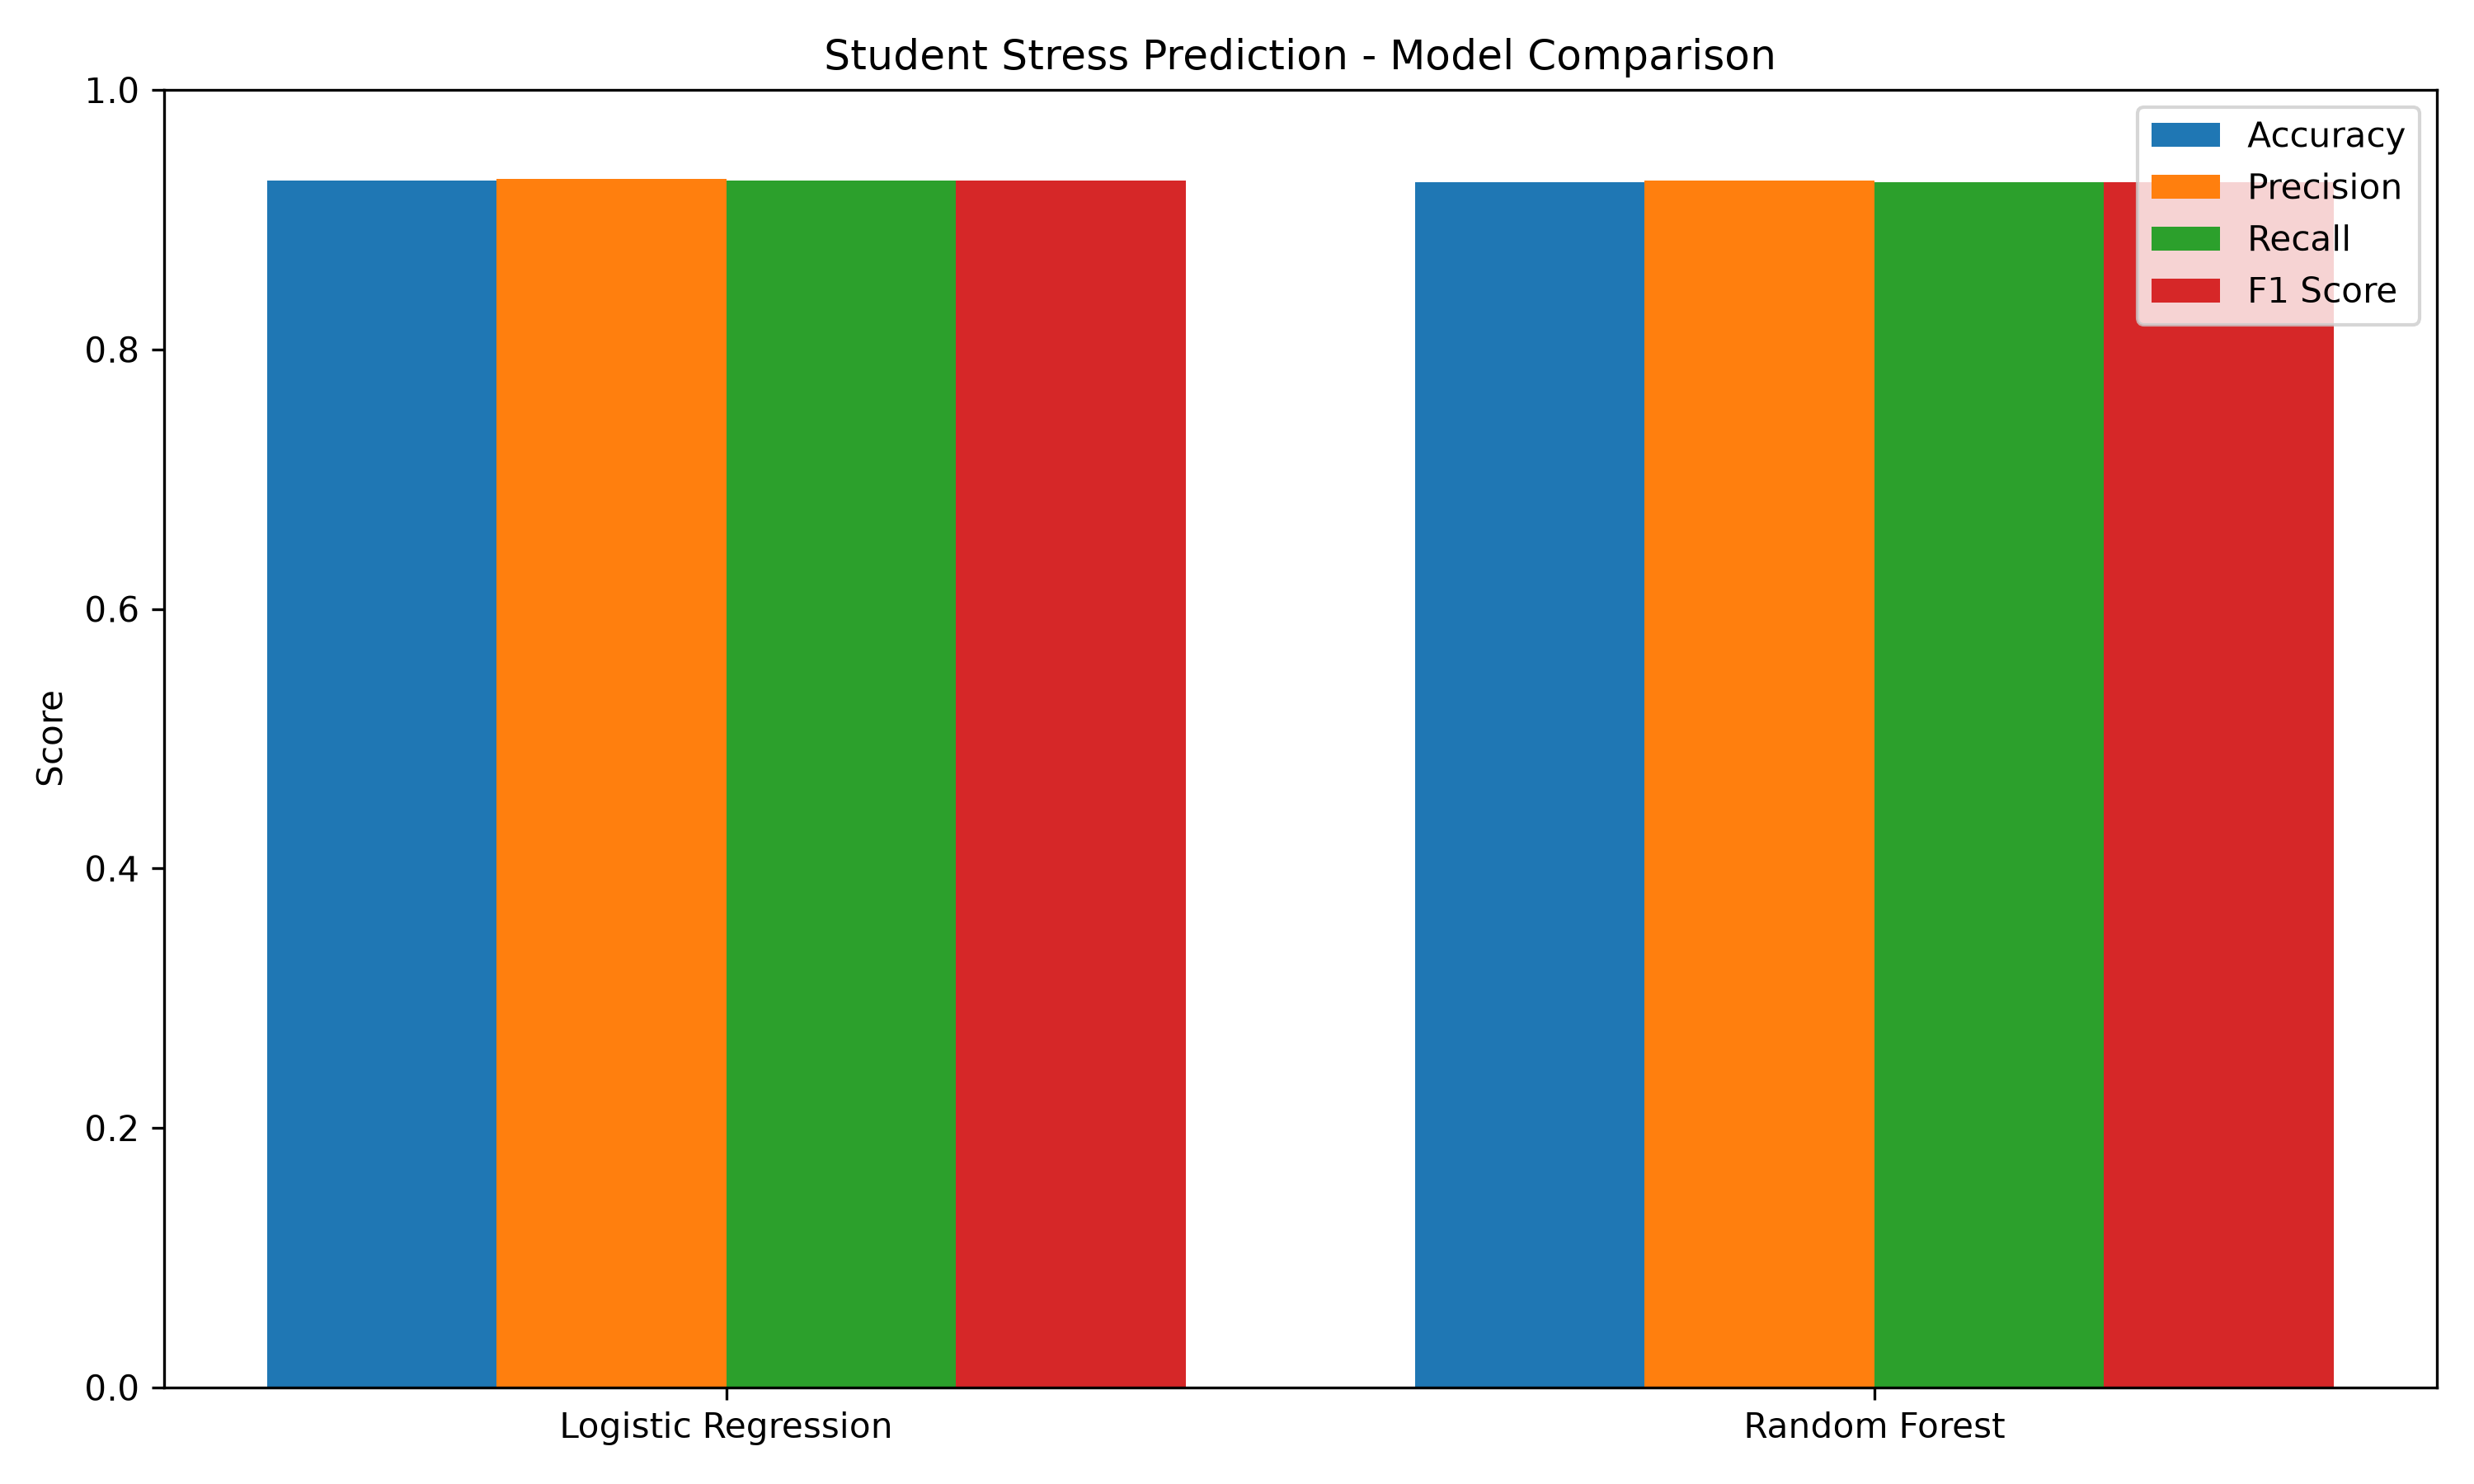 Student Stress Prediction - Model Comparison
1.0
0.8
0.6
0.4
0.2
0.0
Score
Accuracy
Precision
Recall
F1 Score
Logistic Regression
Random Forest